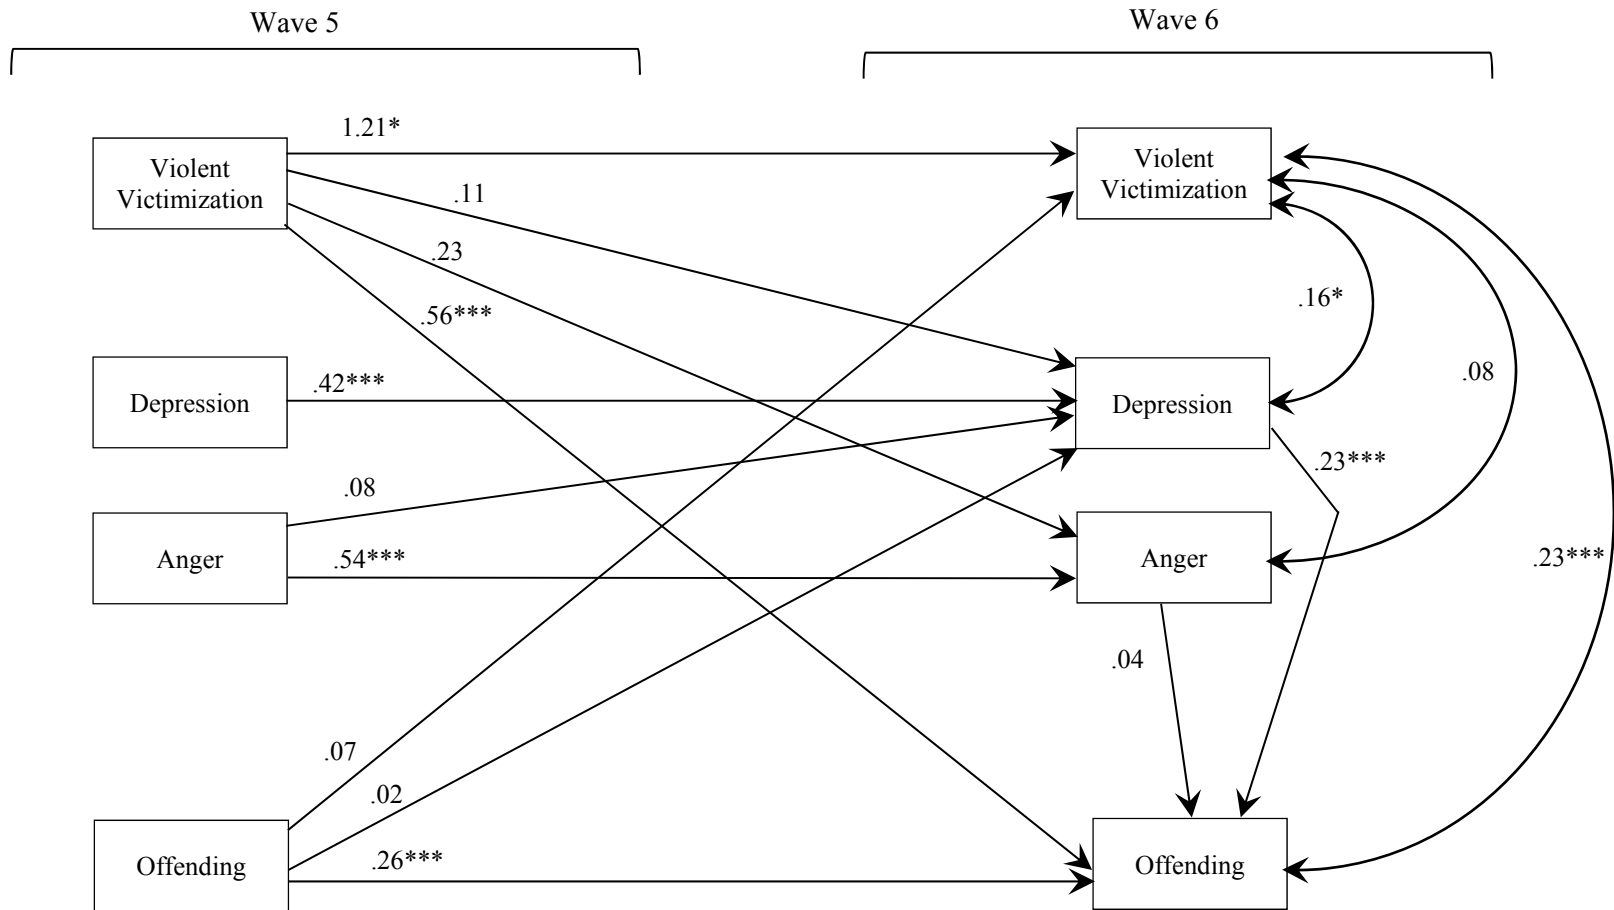 Wave 5
Wave 6
1.21*
Violent
Victimization
Violent
Victimization
.11
.23
.56***
.16*
.08
Depression
.42***
Depression
.23***
.08
Anger
.54***
Anger
.23***
.04
.07
.02
Offending
.26***
Offending